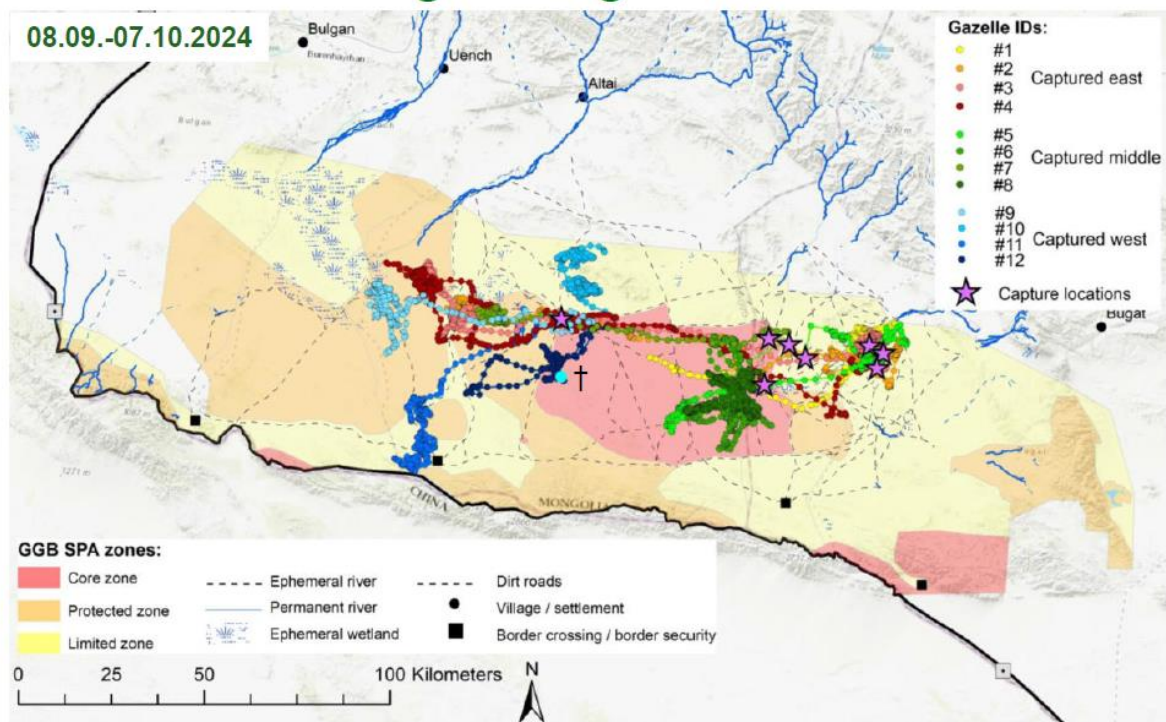 08.09.-07.10.2024
Bulgan
Uench
Altai
Bugat
Bulgan
CHINA
MONGOLIA
Gazelle IDs:
#1
#2
#3
#4
Captured east
#5
#6
#7
#8
Captured middle
#9
#10
#11
#12
Captured west
Capture locations
†
GGB SPA zones:
Core zone
Protected zone
Limited zone
Ephemeral river
Permanent river
Ephemeral wetland
Dirt roads
Village / settlement
Border crossing / border security
0 25 50 100 Kilometers
N